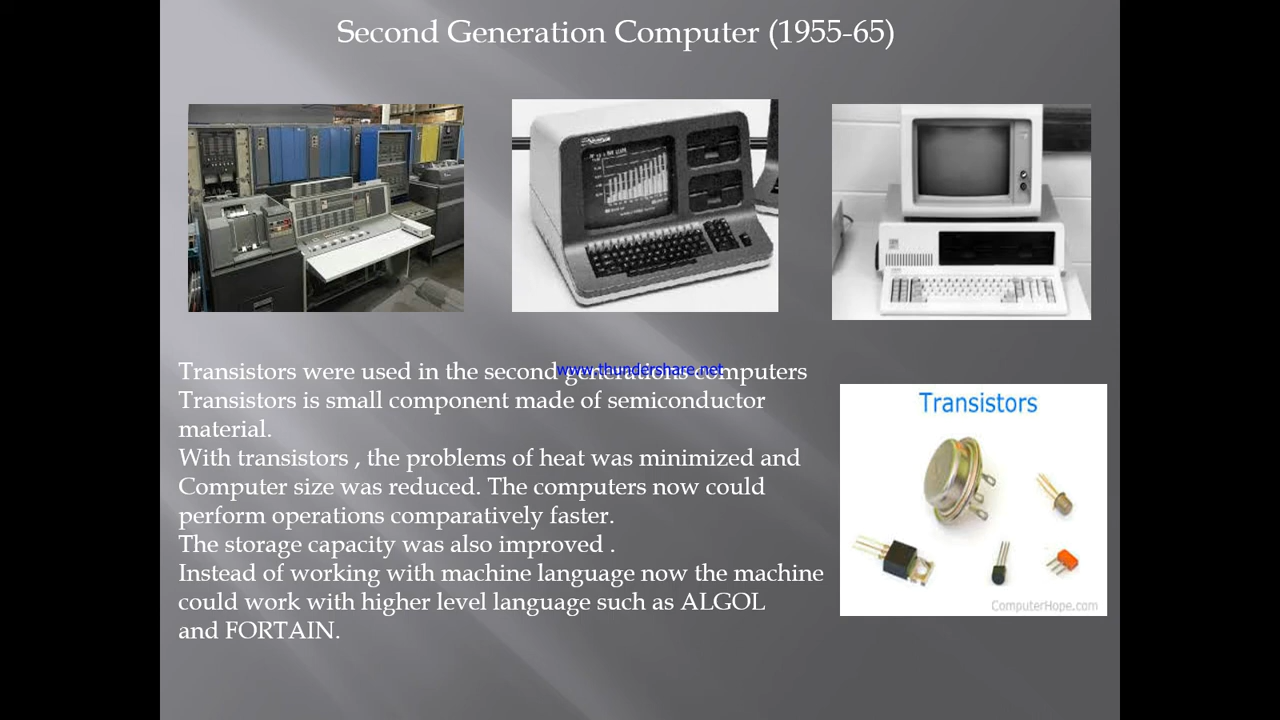 Second Generation Computer (1955-65)
Transistors were used in the second generations computers
www.thundershare.net
Transistors is small component made of semiconductor
material.
With transistors , the problems of heat was minimized and
Computer size was reduced. The computers now could
perform operations comparatively faster.
The storage capacity was also improved .
Instead of working with machine language now the machine
could work with higher level language such as ALGOL
and FORTAIN.
Transistors
ComputerHope.com